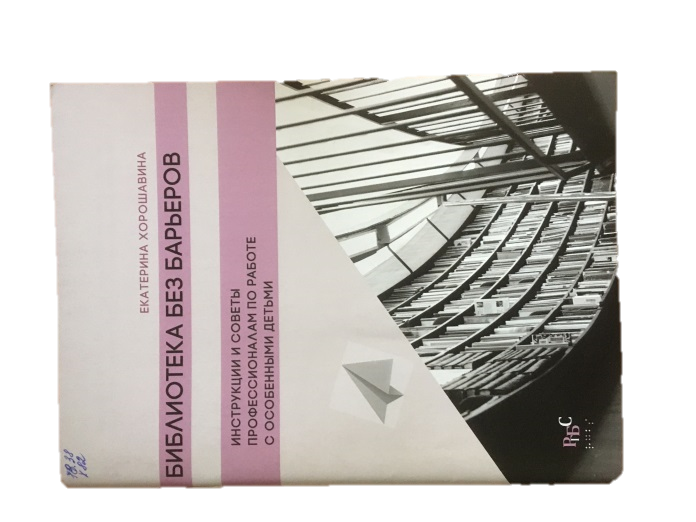 ЕКАТЕРИНА ХОРОШАВИНА
БИБЛИОТЕКА БЕЗ БАРЬЕРОВ
ИНСТРУКЦИИ И СОВЕТЫ
ПРОФЕССИОНАЛАМ ПО РАБОТЕ
С ОСОБЕННЫМИ ДЕТЬМИ